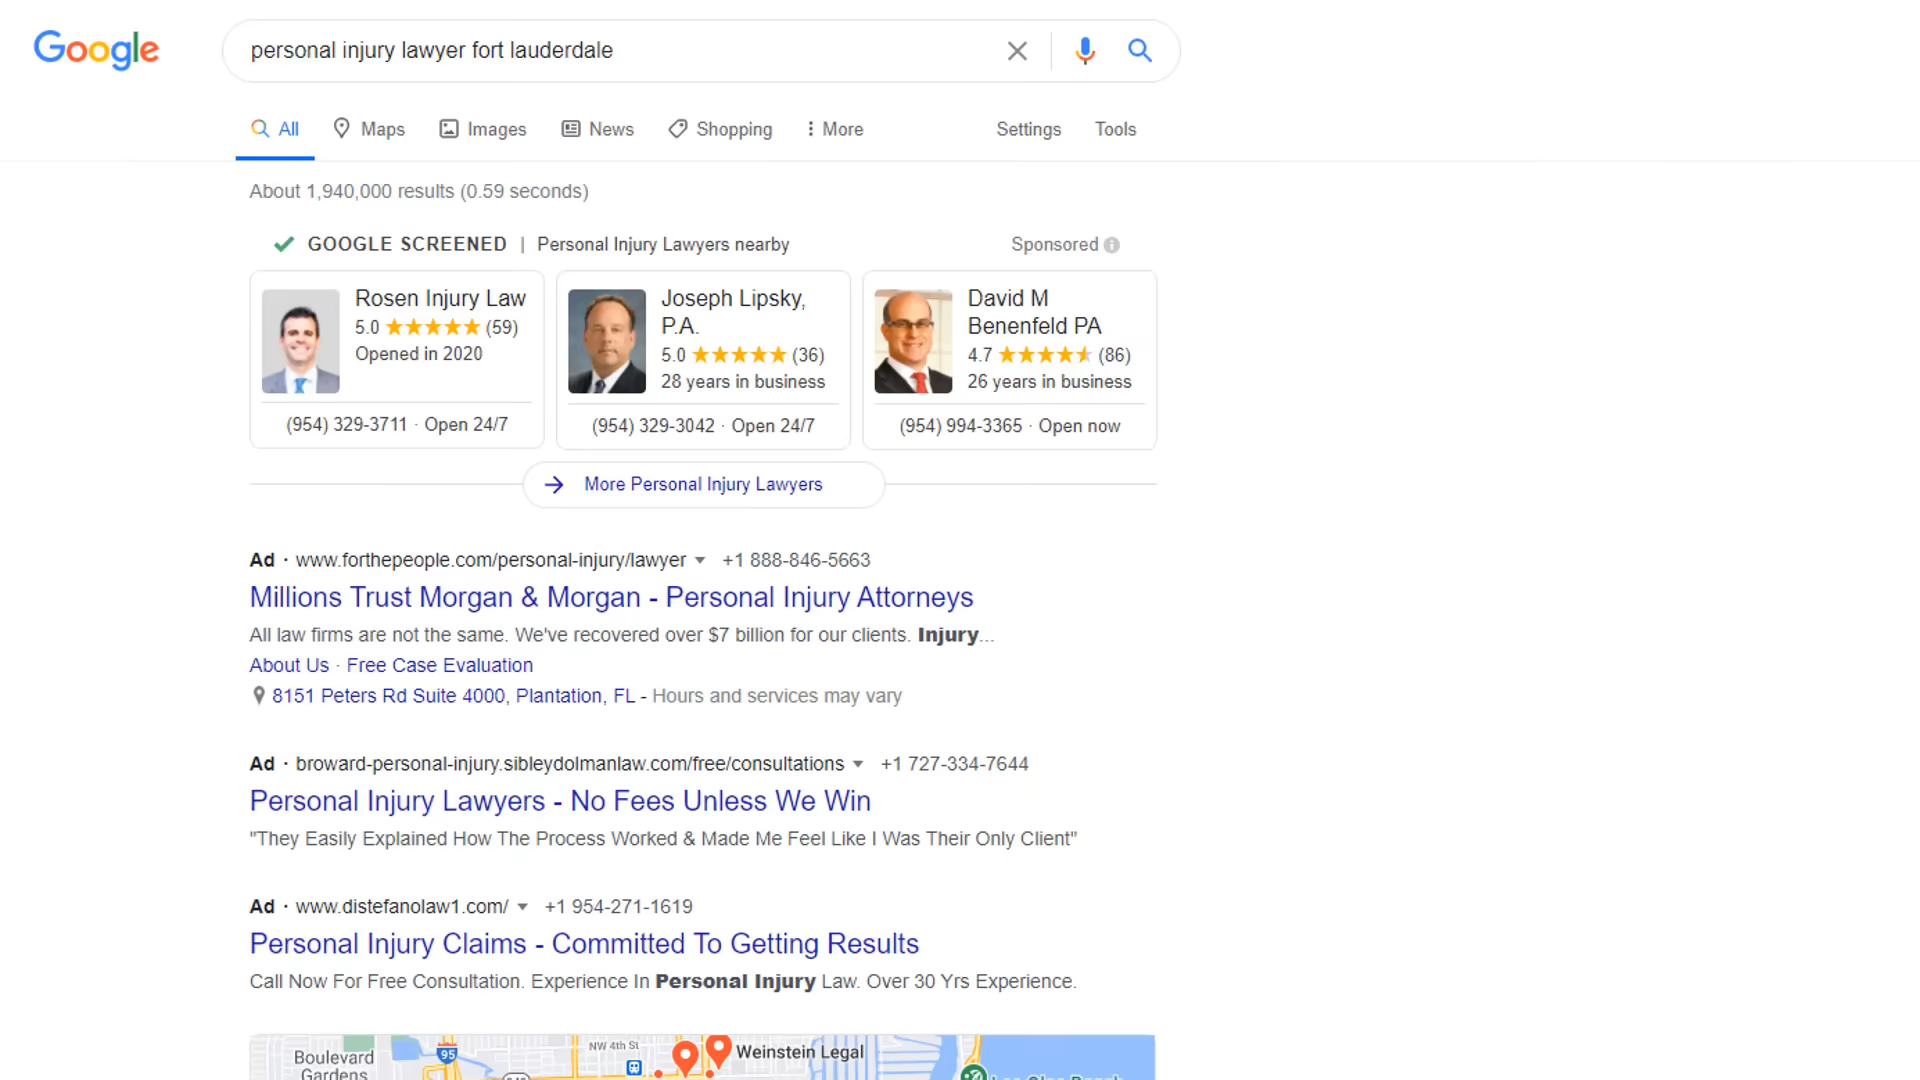 Google
personal injury lawyer fort lauderdale
All
Maps
Images
News
Shopping
More
Settings
Tools
About 1,940,000 results (0.59 seconds)
GOOGLE SCREENED | Personal Injury Lawyers nearby
Sponsored
Rosen Injury Law
5.0 (59)
Opened in 2020
(954) 329-3711 · Open 24/7
Joseph Lipsky,
P.A.
5.0 (36)
28 years in business
(954) 329-3042 · Open 24/7
David M
Benenfeld PA
4.7 (86)
26 years in business
(954) 994-3365 · Open now
More Personal Injury Lawyers
Ad · www.forthepeople.com/personal-injury/lawyer +1 888-846-5663
Millions Trust Morgan & Morgan - Personal Injury Attorneys
All law firms are not the same. We've recovered over $7 billion for our clients. Injury...
About Us · Free Case Evaluation
8151 Peters Rd Suite 4000, Plantation, FL - Hours and services may vary
Ad · broward-personal-injury.sibleydolmanlaw.com/free/consultations +1 727-334-7644
Personal Injury Lawyers - No Fees Unless We Win
"They Easily Explained How The Process Worked & Made Me Feel Like I Was Their Only Client"
Ad · www.distefanolaw1.com/ +1 954-271-1619
Personal Injury Claims - Committed To Getting Results
Call Now For Free Consultation. Experience In Personal Injury Law. Over 30 Yrs Experience.
NW 4th St
Weinstein Legal
95
Boulevard
Gardens